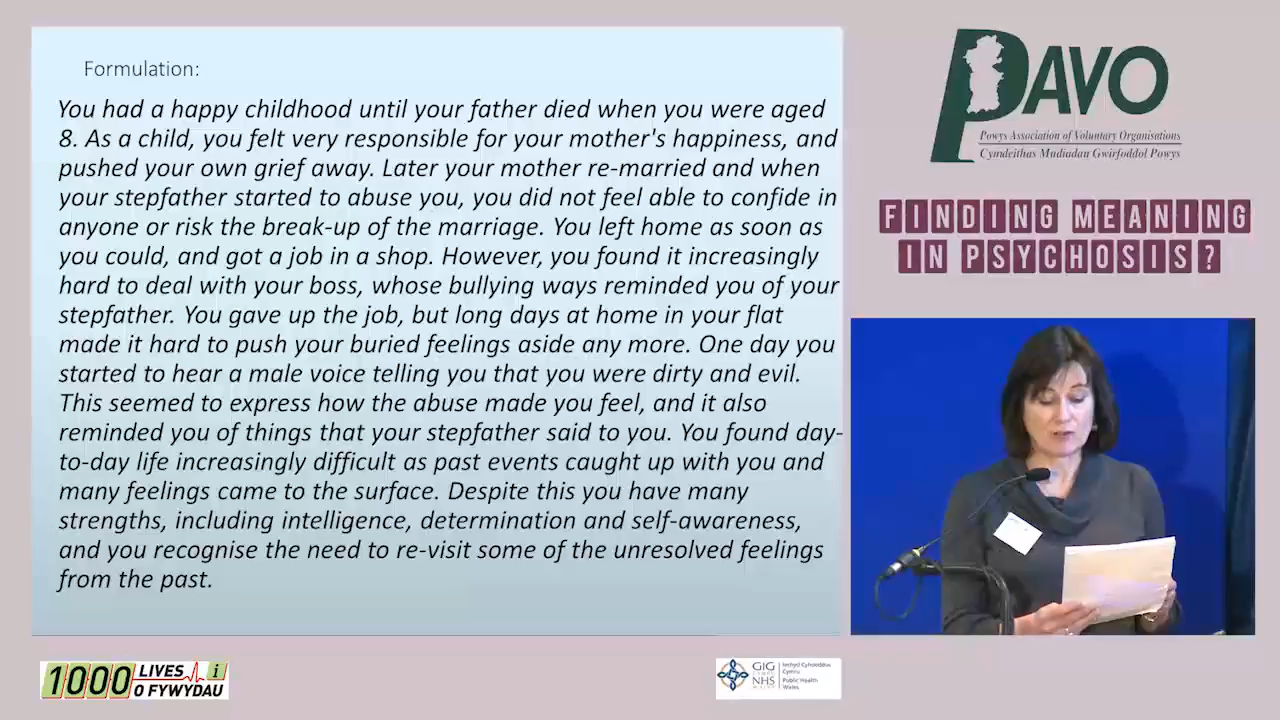 Formulation:
You had a happy childhood until your father died when you were aged
8. As a child, you felt very responsible for your mother's happiness, and
pushed your own grief away. Later your mother re-married and when
your stepfather started to abuse you, you did not feel able to confide in
anyone or risk the break-up of the marriage. You left home as soon as
you could, and got a job in a shop. However, you found it increasingly
hard to deal with your boss, whose bullying ways reminded you of your
stepfather. You gave up the job, but long days at home in your flat
made it hard to push your buried feelings aside any more. One day you
started to hear a male voice telling you that you were dirty and evil.
This seemed to express how the abuse made you feel, and it also
reminded you of things that your stepfather said to you. You found day-
to-day life increasingly difficult as past events caught up with you and
many feelings came to the surface. Despite this you have many
strengths, including intelligence, determination and self-awareness,
and you recognise the need to re-visit some of the unresolved feelings
from the past.
PAVO
Powys Association of Voluntary Organisations
Cymdeithas Mudiadau Gwirfoddol Powys
FINDING MEANING
IN PSYCHOSIS?
1000 LIVES i
O FYWYDAU
GIG
CYMRU
NHS
WALES
Iechyd Cyhoeddus
Cymru
Public Health
Wales